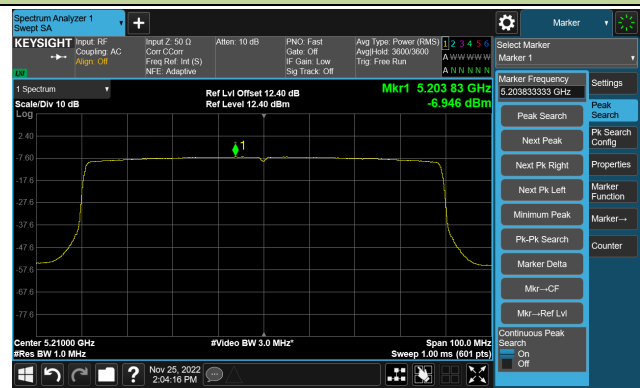 Spectrum Analyzer 1
Swept SA
+
Marker
KEYSIGHT
Input: RF
Coupling: AC
Align: Off
Input Z: 50 Ω
Corr CCorr
Freq Ref: Int (S)
NFE: Adaptive
Atten: 10 dB
PNO: Fast
Gate: Off
IF Gain: Low
Sig Track: Off
Avg Type: Power (RMS)
Avg|Hold: 3600/3600
Trig: Free Run
1 2 3 4 5 6
A W W W W W
A N N N N N
Select Marker
Marker 1
1 Spectrum
Scale/Div 10 dB
Ref Lvl Offset 12.40 dB
Ref Level 12.40 dBm
Mkr1 5.203 83 GHz
-6.946 dBm
Log
2.40
-7.60
-17.6
-27.6
-37.6
-47.6
-57.6
-67.6
-77.6
1
Center 5.21000 GHz
#Res BW 1.0 MHz
#Video BW 3.0 MHz*
Span 100.0 MHz
Sweep 1.00 ms (601 pts)
Marker Frequency
5.203833333 GHz
Peak Search
Next Peak
Next Pk Right
Next Pk Left
Minimum Peak
Pk-Pk Search
Marker Delta
Mkr→CF
Mkr→Ref Lvl
Continuous Peak
Search
On
Off
Settings
Peak
Search
Pk Search
Config
Properties
Marker
Function
Marker→
Counter
?
Nov 25, 2022
2:04:16 PM